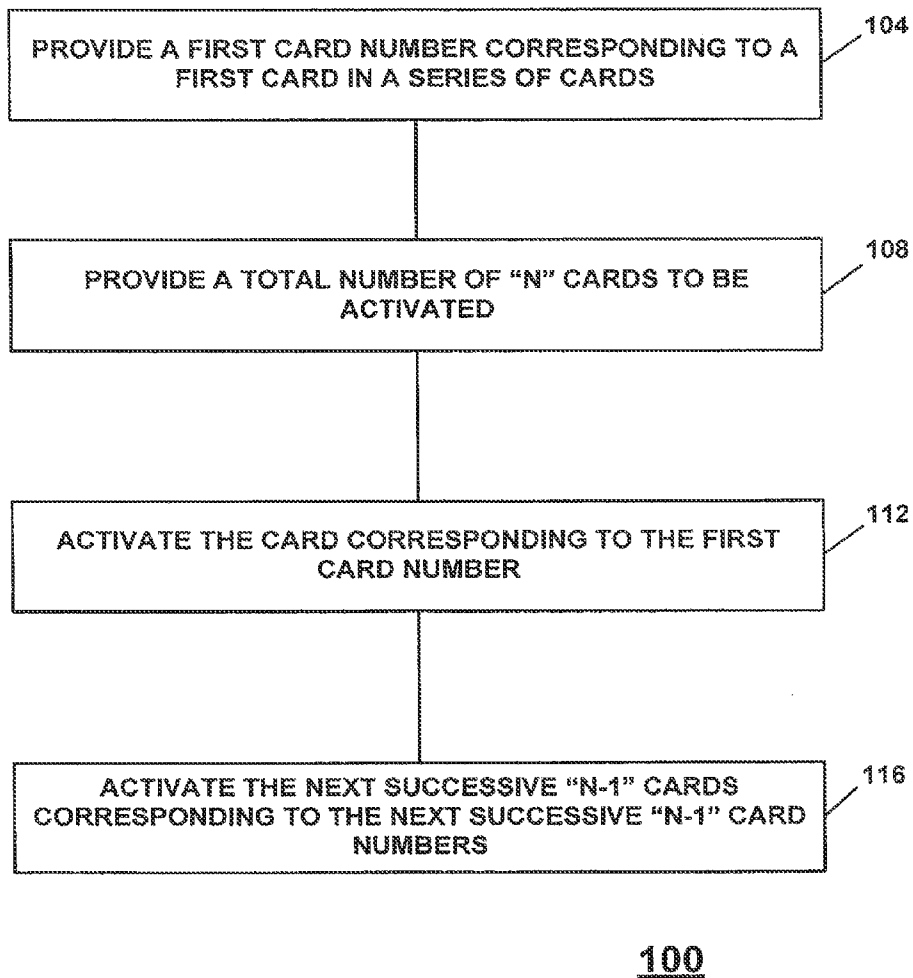 PROVIDE A FIRST CARD NUMBER CORRESPONDING TO A
FIRST CARD IN A SERIES OF CARDS
104
PROVIDE A TOTAL NUMBER OF “N” CARDS TO BE
ACTIVATED
108
ACTIVATE THE CARD CORRESPONDING TO THE FIRST
CARD NUMBER
112
ACTIVATE THE NEXT SUCCESSIVE “N-1” CARDS
CORRESPONDING TO THE NEXT SUCCESSIVE “N-1” CARD
NUMBERS
116
100